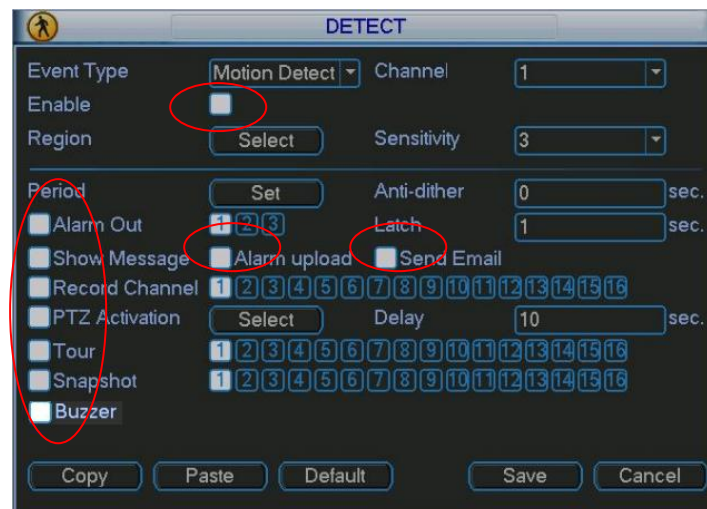 DETECT
Event Type Motion Detect Channel 1
Enable
Region Select Sensitivity 3
Period Set Anti-dither 0 sec.
Alarm Out 1 2 3 Latch 1 sec.
Show Message Alarm upload Send Email
Record Channel 1 2 3 4 5 6 7 8 9 10 11 12 13 14 15 16
PTZ Activation Select Delay 10 sec.
Tour 1 2 3 4 5 6 7 8 9 10 11 12 13 14 15 16
Snapshot 1 2 3 4 5 6 7 8 9 10 11 12 13 14 15 16
Buzzer
Copy Paste Default Save Cancel